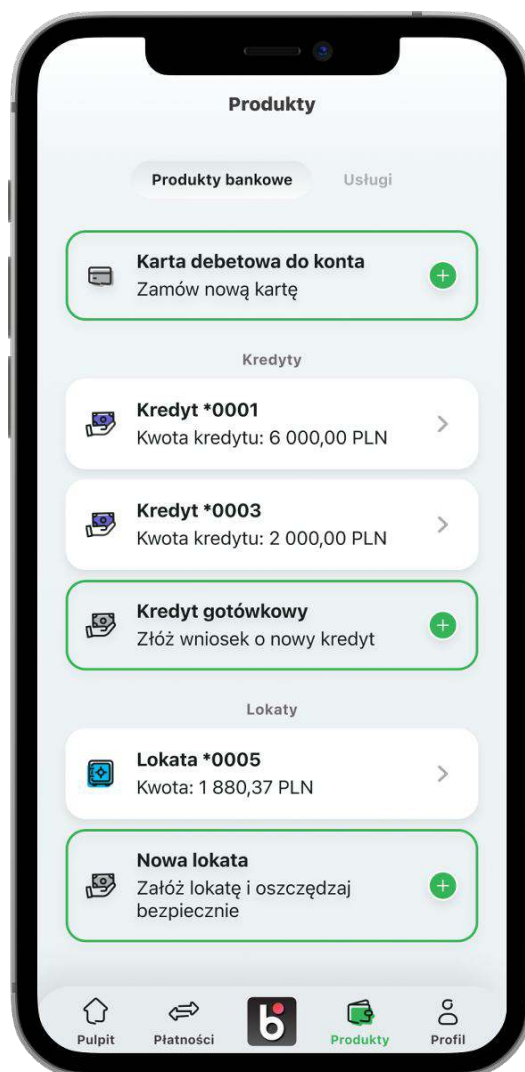 Produkty
Produkty bankowe
Usługi
Karta debetowa do konta
Zamów nową kartę
Kredyty
Kredyt *0001
Kwota kredytu: 6 000,00 PLN
Kredyt *0003
Kwota kredytu: 2 000,00 PLN
Kredyt gotówkowy
Złóż wniosek o nowy kredyt
Lokaty
Lokata *0005
Kwota: 1 880,37 PLN
Nowa lokata
Załóż lokatę i oszczędzaj
bezpiecznie
Pulpit
Płatności
b
Produkty
Profil